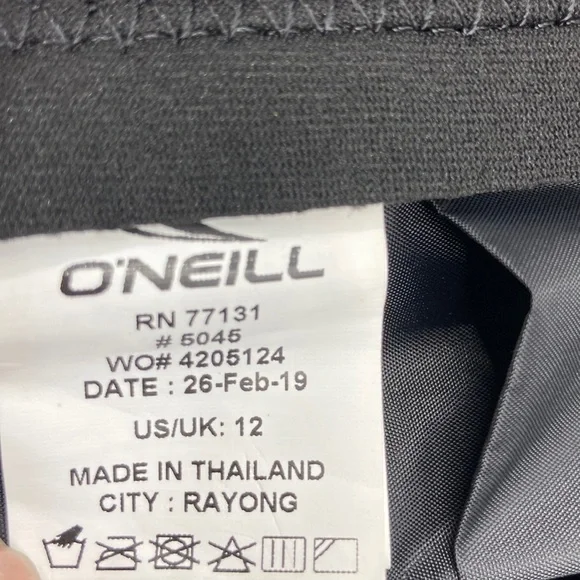 O'NEILL
RN 77131
# 5045
WO# 4205124
DATE : 26-Feb-19
US/UK: 12
MADE IN THAILAND
CITY : RAYONG